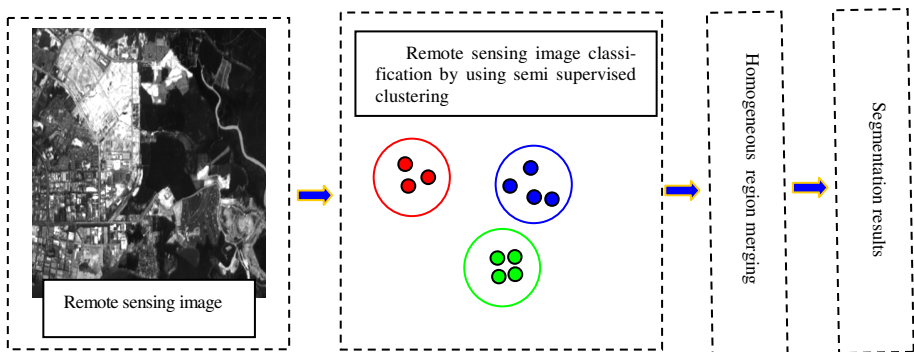 Remote sensing image
Remote sensing image classi-
fication by using semi supervised
clustering
Homogeneous region merging
Segmentation results